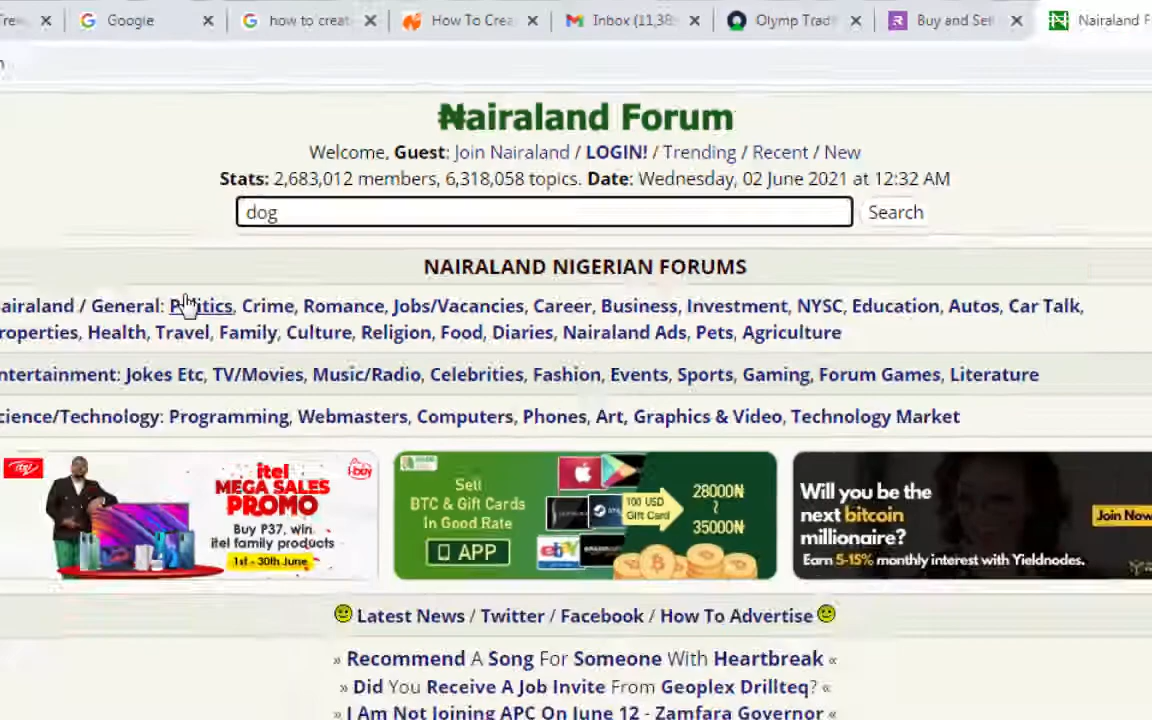 Google
how to creat
How To Crea
Inbox (11,38
Olymp Trad
Buy and Sel
Nairaland F
₦airaland Forum
Welcome, Guest: Join Nairaland / LOGIN! / Trending / Recent / New
Stats: 2,683,012 members, 6,318,058 topics. Date: Wednesday, 02 June 2021 at 12:32 AM
dog
Search
NAIRALAND NIGERIAN FORUMS
airaland / General: Politics, Crime, Romance, Jobs/Vacancies, Career, Business, Investment, NYSC, Education, Autos, Car Talk,
roperties, Health, Travel, Family, Culture, Religion, Food, Diaries, Nairaland Ads, Pets, Agriculture
ntertainment: Jokes Etc, TV/Movies, Music/Radio, Celebrities, Fashion, Events, Sports, Gaming, Forum Games, Literature
cience/Technology: Programming, Webmasters, Computers, Phones, Art, Graphics & Video, Technology Market
itel
MEGA SALES
PROMO
Buy P37, win
itel family products
1st - 30th June
Sell
BTC & Gift Cards
In Good Rate
APP
100 USD
Gift Card
28000₦
~
35000₦
ebay
Will you be the
next bitcoin
millionaire?
Join Now
Earn 5-15% monthly interest with Yieldnodes.
Latest News / Twitter / Facebook / How To Advertise
» Recommend A Song For Someone With Heartbreak «
» Did You Receive A Job Invite From Geoplex Drillteq? «
» I Am Not Joining APC On June 12 - Zamfara Governor «